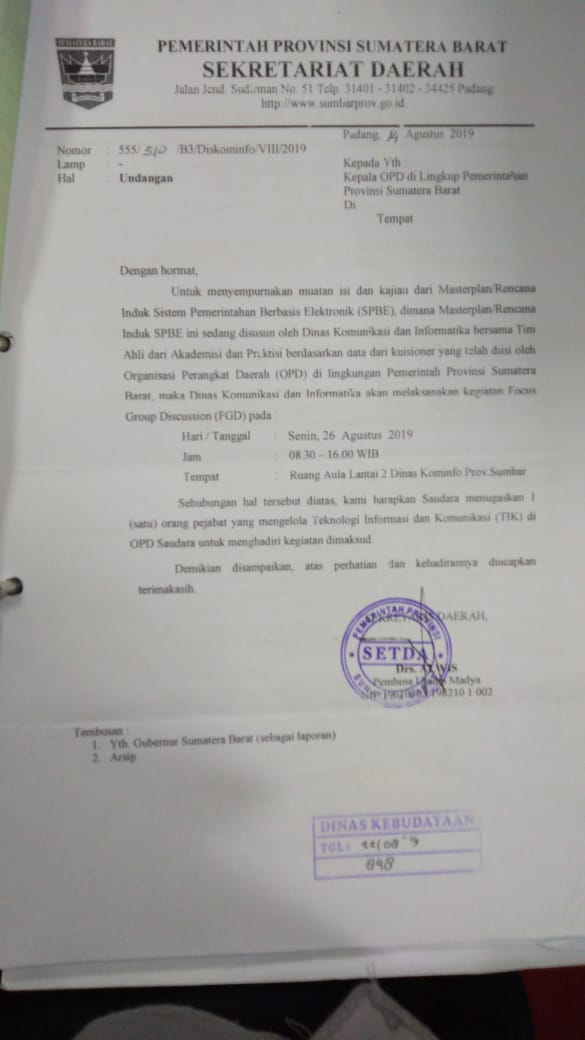 SUMATERA BARAT
PEMERINTAH PROVINSI SUMATERA BARAT
SEKRETARIAT DAERAH
Jalan Jend. Sudirman No. 51 Telp. 31401 - 31402 - 34425 Padang
http://www.sumbarprov.go.id.
Padang, 14 Agustus 2019
Nomor : 555/510/B3/Diskominfo/VIII/2019
Lamp : -
Hal : Undangan
Kepada Yth :
Kepala OPD di Lingkup Pemerintahan
Provinsi Sumatera Barat
Di
Tempat
Dengan hormat,
Untuk menyempurnakan muatan isi dan kajian dari Masterplan/Rencana
Induk Sistem Pemerintahan Berbasis Elektronik (SPBE), dimana Masterplan/Rencana
Induk SPBE ini sedang disusun oleh Dinas Komunikasi dan Informatika bersama Tim
Ahli dari Akademisi dan Praktisi berdasarkan data dari kuisioner yang telah diisi oleh
Organisasi Perangkat Daerah (OPD) di lingkungan Pemerintah Provinsi Sumatera
Barat, maka Dinas Komunikasi dan Informatika akan melaksanakan kegiatan Focus
Group Discussion (FGD) pada :
Hari / Tanggal : Senin, 26 Agustus 2019
Jam : 08.30 – 16.00 WIB
Tempat : Ruang Aula Lantai 2 Dinas Kominfo Prov.Sumbar
Sehubungan hal tersebut diatas, kami harapkan Saudara menugaskan 1
(satu) orang pejabat yang mengelola Teknologi Informasi dan Komunikasi (TIK) di
OPD Saudara untuk menghadiri kegiatan dimaksud.
Demikian disampaikan, atas perhatian dan kehadirannya diucapkan
terimakasih.
DAERAH,
PEMERINTAH PROVINSI
SETDA
Drs. ALWIS
Pembina Madya
NIP 198210 1 002
Tembusan :
1. Yth. Gubernur Sumatera Barat (sebagai laporan)
2. Arsip
DINAS KEBUDAYAAN
TGL : 22/08-19
898